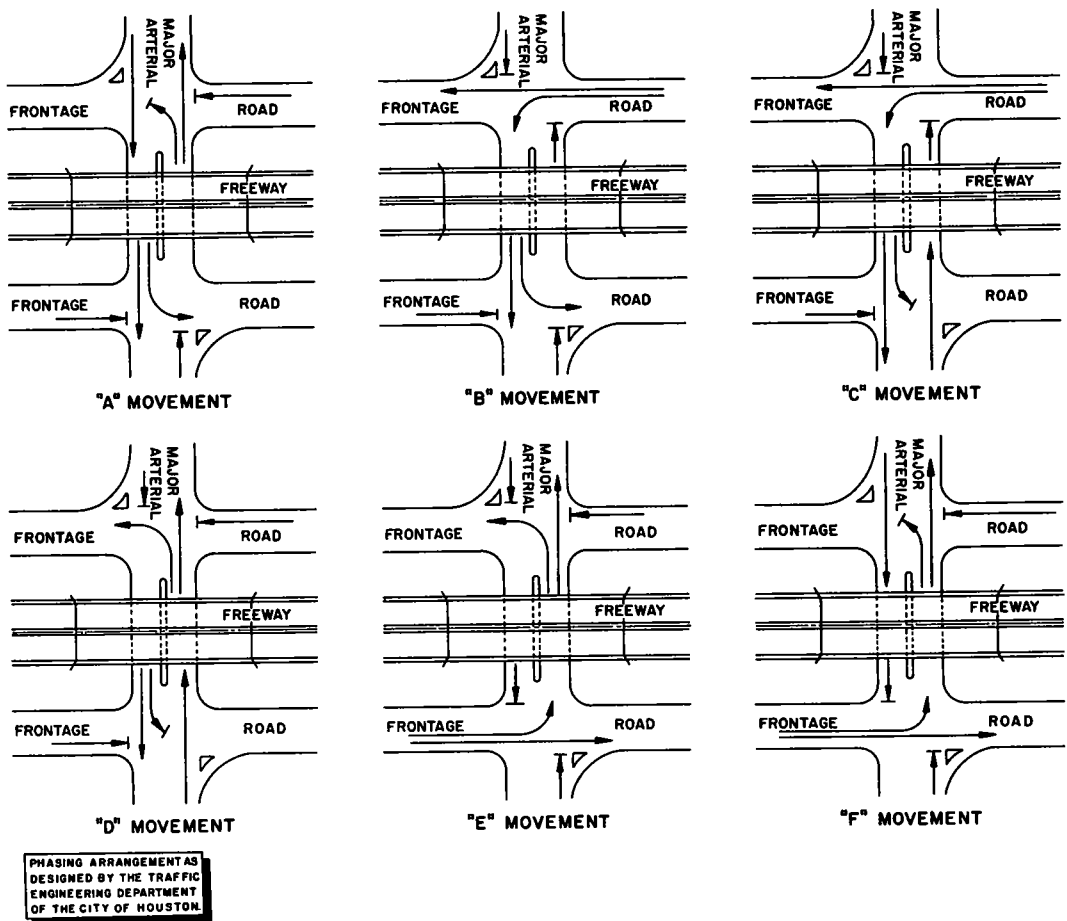 MAJOR
ARTERIAL
FRONTAGE
ROAD
FREEWAY
FRONTAGE
ROAD
"A" MOVEMENT
MAJOR
ARTERIAL
FRONTAGE
ROAD
FREEWAY
FRONTAGE
ROAD
"B" MOVEMENT
MAJOR
ARTERIAL
FRONTAGE
ROAD
FREEWAY
FRONTAGE
ROAD
"C" MOVEMENT
MAJOR
ARTERIAL
FRONTAGE
ROAD
FREEWAY
FRONTAGE
ROAD
"D" MOVEMENT
MAJOR
ARTERIAL
FRONTAGE
ROAD
FREEWAY
FRONTAGE
ROAD
"E" MOVEMENT
MAJOR
ARTERIAL
FRONTAGE
ROAD
FREEWAY
FRONTAGE
ROAD
"F" MOVEMENT
PHASING ARRANGEMENT AS
DESIGNED BY THE TRAFFIC
ENGINEERING DEPARTMENT
OF THE CITY OF HOUSTON.